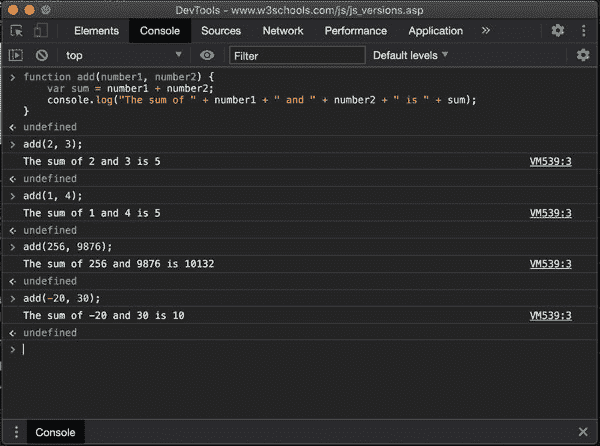 DevTools - www.w3schools.com/js/js_versions.asp
Elements Console Sources Network Performance Application »
top ▼ Filter Default levels ▼
> function add(number1, number2) {
var sum = number1 + number2;
console.log("The sum of " + number1 + " and " + number2 + " is " + sum);
}
<· undefined
> add(2, 3);
The sum of 2 and 3 is 5 VM539:3
<· undefined
> add(1, 4);
The sum of 1 and 4 is 5 VM539:3
<· undefined
> add(256, 9876);
The sum of 256 and 9876 is 10132 VM539:3
<· undefined
> add(-20, 30);
The sum of -20 and 30 is 10 VM539:3
<· undefined
>
Console